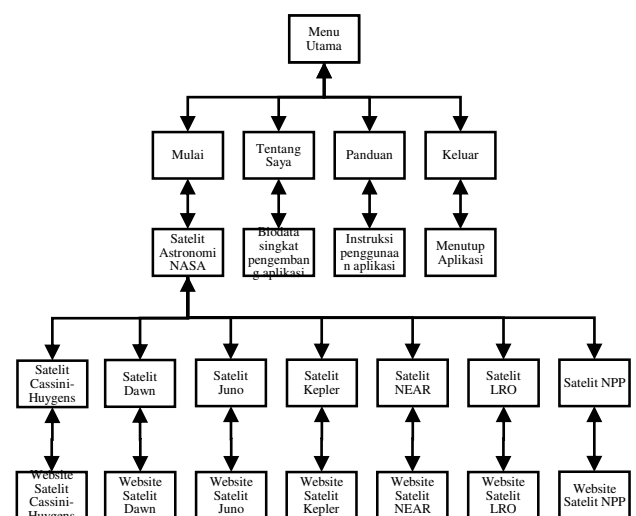 Menu
Utama
Mulai
Tentang
Saya
Panduan
Keluar
Satelit
Astronomi
NASA
Biodata
singkat
pengemban
g aplikasi
Instruksi
penggunaa
n aplikasi
Menutup
Aplikasi
Satelit
Cassini-
Huygens
Satelit
Dawn
Satelit
Juno
Satelit
Kepler
Satelit
NEAR
Satelit
LRO
Satelit NPP
Website
Satelit
Cassini-
Huygens
Website
Satelit
Dawn
Website
Satelit
Juno
Website
Satelit
Kepler
Website
Satelit
NEAR
Website
Satelit
LRO
Website
Satelit NPP